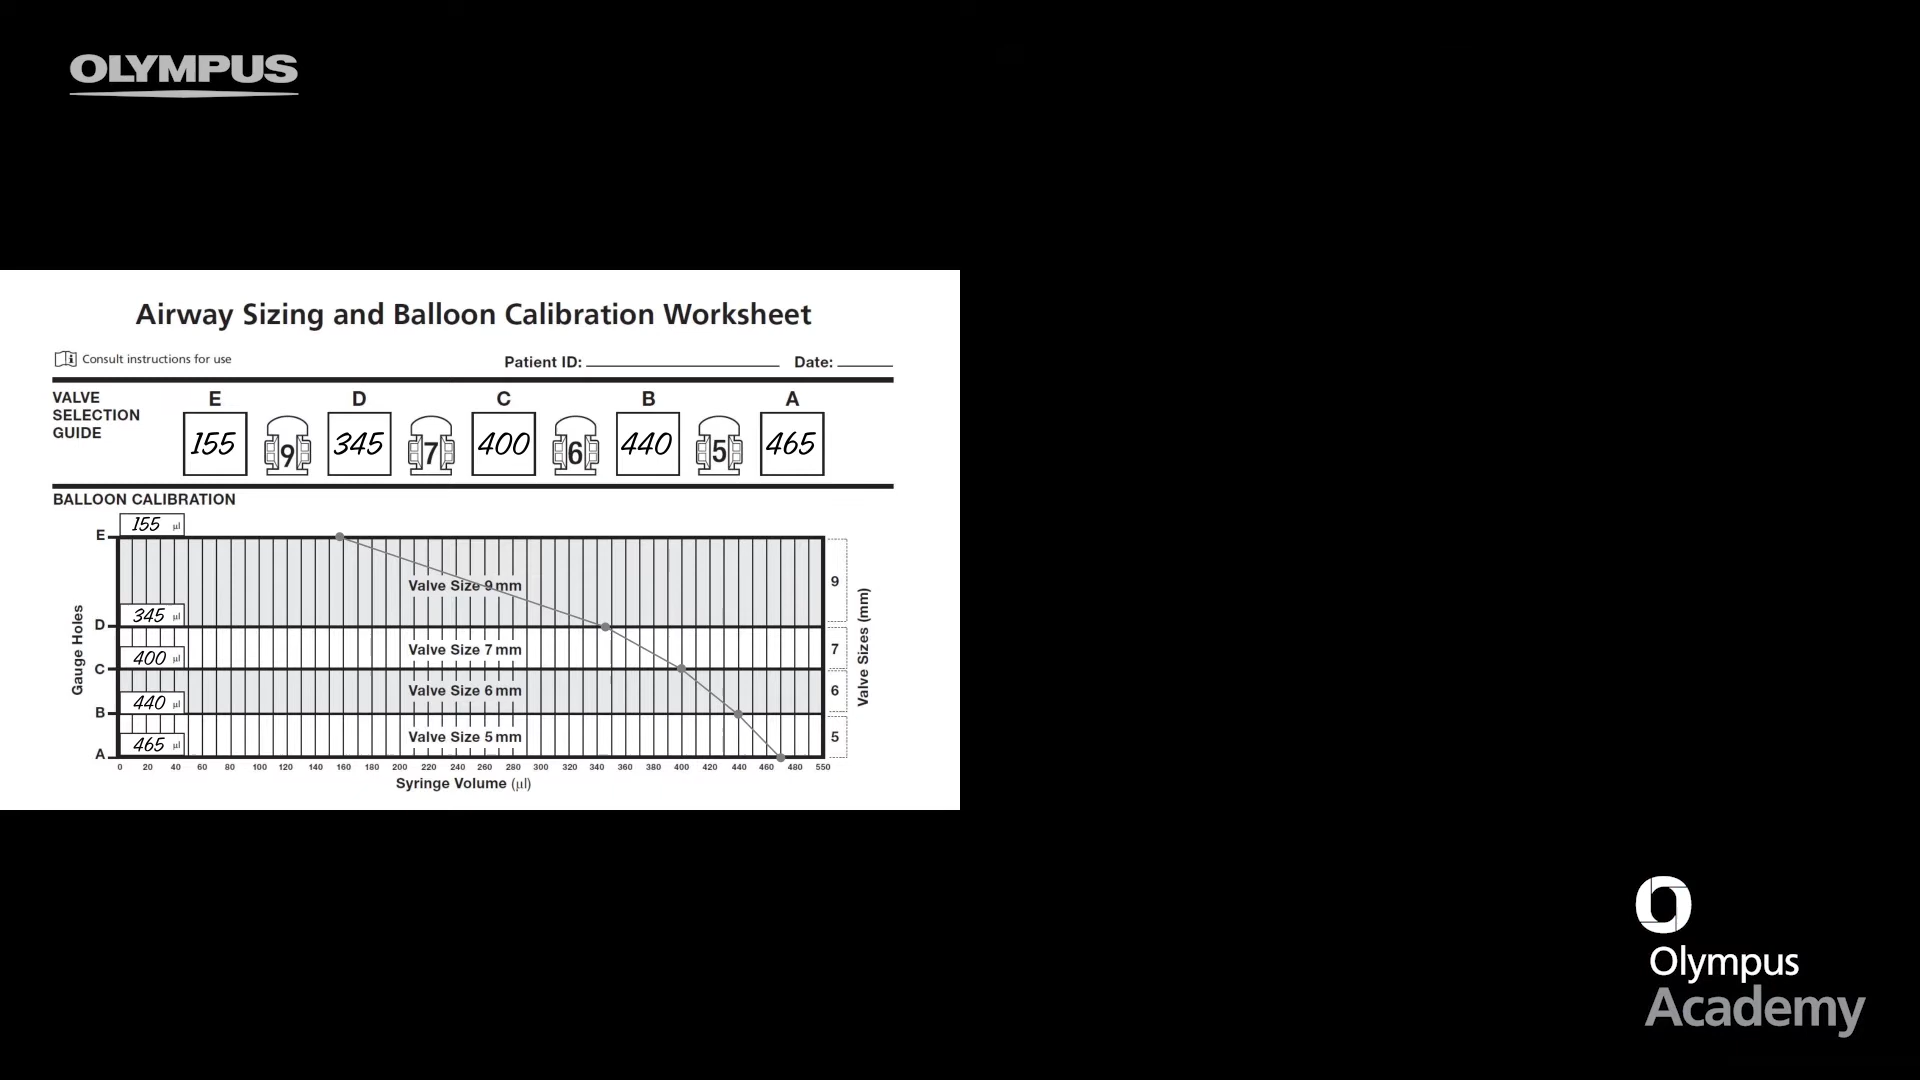 OLYMPUS
Airway Sizing and Balloon Calibration Worksheet
Consult instructions for use
Patient ID: Date:
VALVE SELECTION GUIDE
E D C B A
155 9 345 7 400 6 440 5 465
BALLOON CALIBRATION
E 155 µl
Valve Size 9 mm 9
D 345 µl
Valve Size 7 mm 7
C 400 µl
Valve Size 6 mm 6
B 440 µl
Valve Size 5 mm 5
A 465 µl
Gauge Holes
Valve Sizes (mm)
0 20 40 60 80 100 120 140 160 180 200 220 240 260 280 300 320 340 360 380 400 420 440 460 480 550
Syringe Volume (µl)
Olympus
Academy